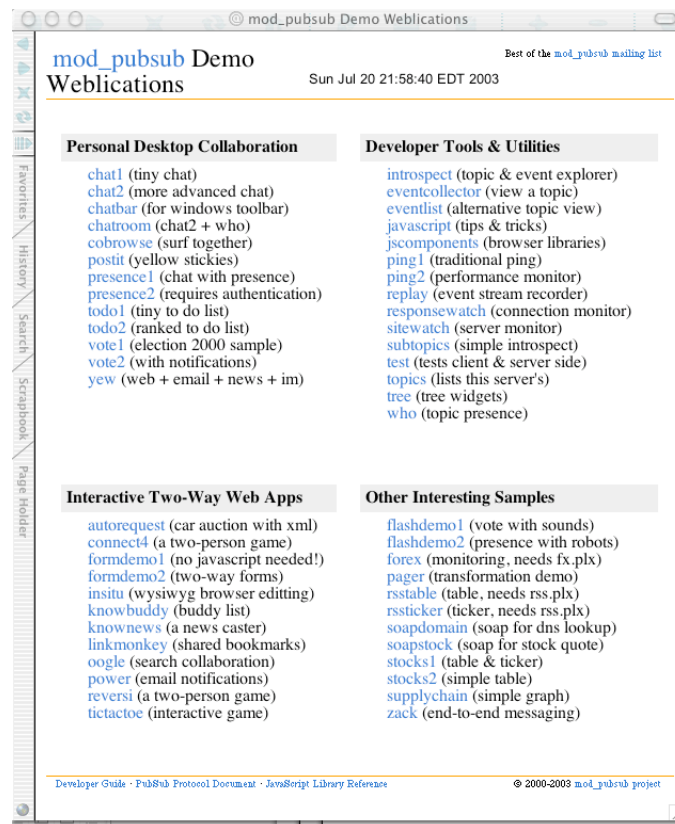 @ mod_pubsub Demo Weblications
mod_pubsub Demo
Weblications
Sun Jul 20 21:58:40 EDT 2003
Best of the mod_pubsub mailing list
Favorites
History
Search
Scrapbook
Page Holder
Personal Desktop Collaboration
chat1 (tiny chat)
chat2 (more advanced chat)
chatbar (for windows toolbar)
chatroom (chat2 + who)
cobrowse (surf together)
postit (yellow stickies)
presence1 (chat with presence)
presence2 (requires authentication)
todo1 (tiny to do list)
todo2 (ranked to do list)
vote1 (election 2000 sample)
vote2 (with notifications)
yew (web + email + news + im)
Developer Tools & Utilities
introspect (topic & event explorer)
eventcollector (view a topic)
eventlist (alternative topic view)
javascript (tips & tricks)
jscomponents (browser libraries)
ping1 (traditional ping)
ping2 (performance monitor)
replay (event stream recorder)
responsewatch (connection monitor)
sitewatch (server monitor)
subtopics (simple introspect)
test (tests client & server side)
topics (lists this server's)
tree (tree widgets)
who (topic presence)
Interactive Two-Way Web Apps
autorequest (car auction with xml)
connect4 (a two-person game)
formdemo1 (no javascript needed!)
formdemo2 (two-way forms)
insitu (wysiwyg browser editting)
knowbuddy (buddy list)
knownews (a news caster)
linkmonkey (shared bookmarks)
oogle (search collaboration)
power (email notifications)
reversi (a two-person game)
tictactoe (interactive game)
Other Interesting Samples
flashdemo1 (vote with sounds)
flashdemo2 (presence with robots)
forex (monitoring, needs fx.plx)
pager (transformation demo)
rsstable (table, needs rss.plx)
rssticker (ticker, needs rss.plx)
soapdomain (soap for dns lookup)
soapstock (soap for stock quote)
stocks1 (table & ticker)
stocks2 (simple table)
supplychain (simple graph)
zack (end-to-end messaging)
Developer Guide · PubSub Protocol Document · JavaScript Library Reference
© 2000-2003 mod_pubsub project